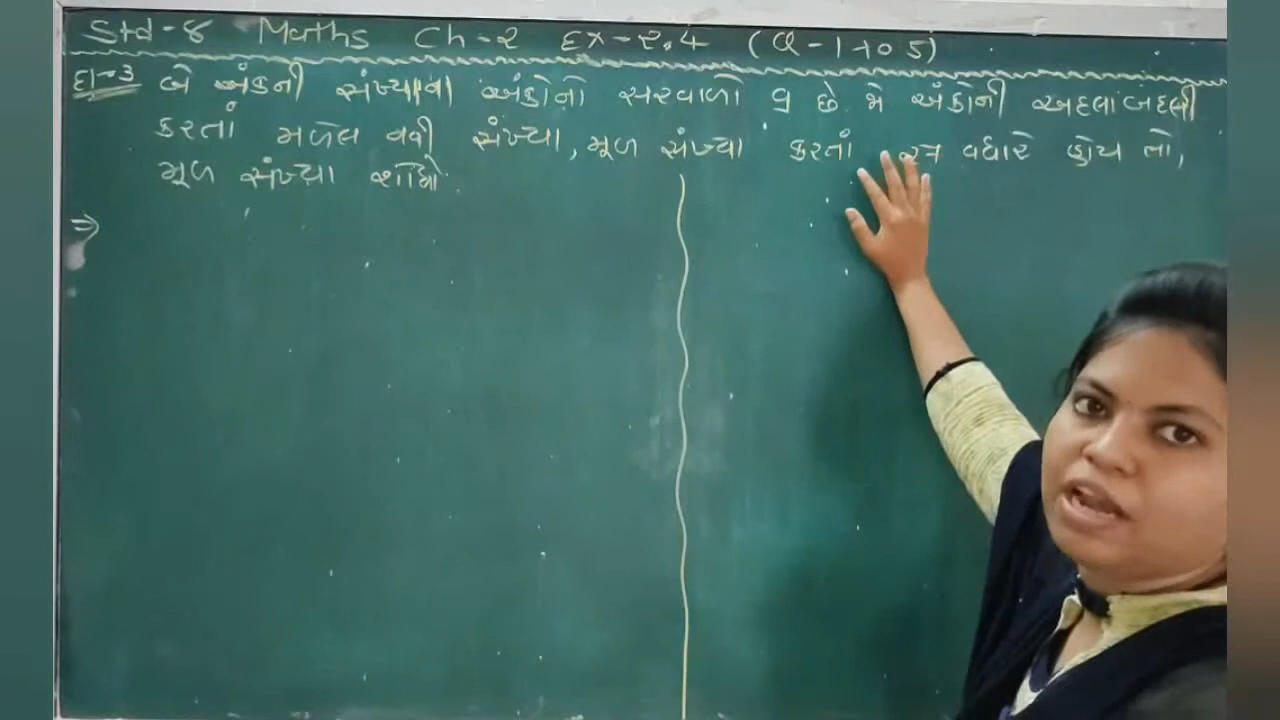 Std-8 Maths Ch-2 Ex-2.4 (Q-1 to 5)
દા-3 બે અંકની સંખ્યાના અંકોનો સરવાળો 9 છે. જો અંકોની અદલાબદલી
કરતાં મળેલ નવી સંખ્યા, મૂળ સંખ્યા કરતાં ૨૭ વધારે હોય તો,
મૂળ સંખ્યા શોધો.
⇒